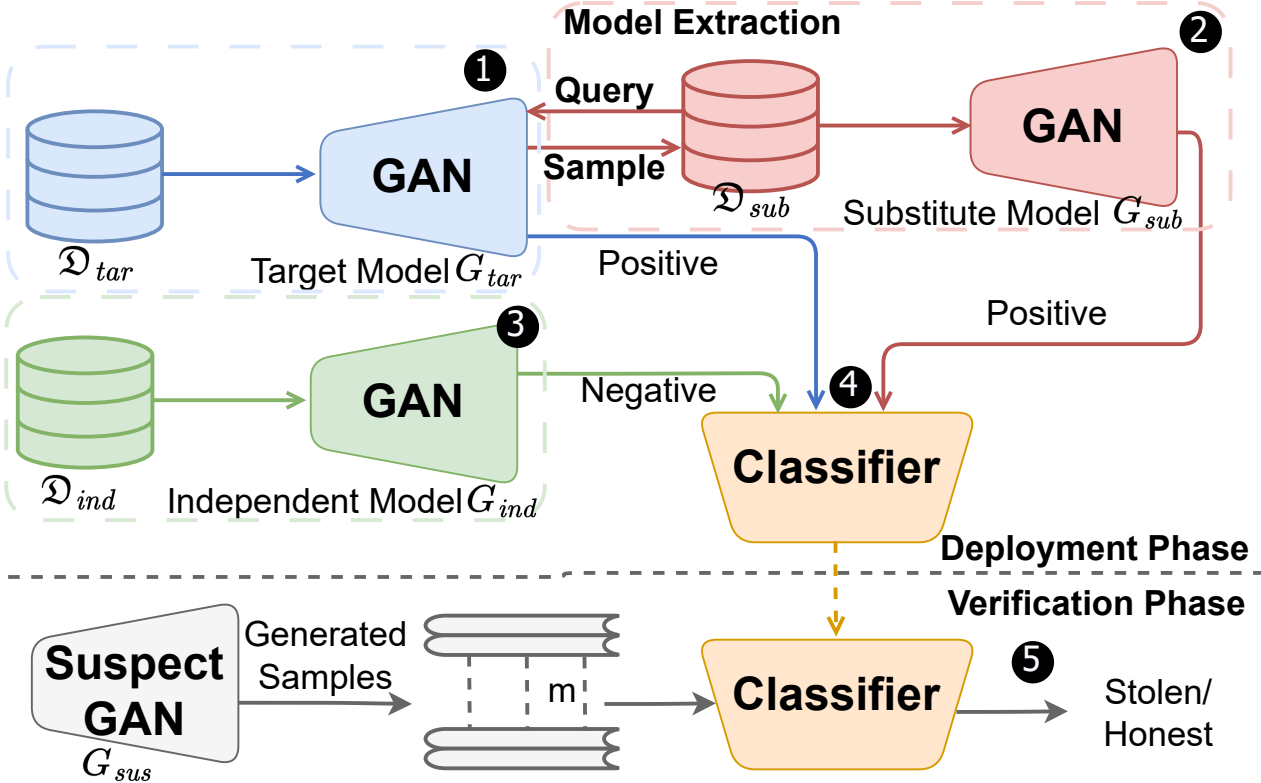 Model Extraction
1
2
Query
GAN
GAN
Sample
𝔇sub
Substitute Model Gsub
𝔇tar
Target Model Gtar
Positive
Positive
3
GAN
Negative
4
Classifier
𝔇ind
Independent Model Gind
Deployment Phase
Verification Phase
Suspect
GAN
Gsus
Generated
Samples
m
Classifier
5
Stolen/
Honest